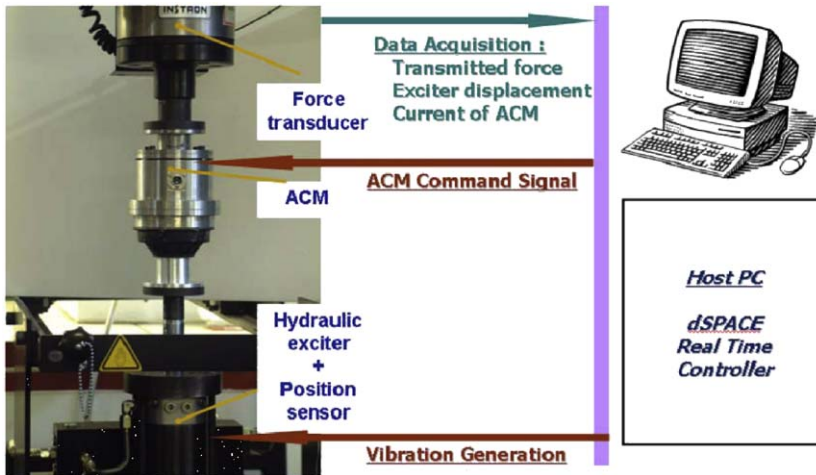 INSTRON
Data Acquisition :
Transmitted force
Exciter displacement
Current of ACM
Force
transducer
ACM Command Signal
ACM
Host PC
dSPACE
Real Time
Controller
Hydraulic
exciter
+
Position
sensor
Vibration Generation